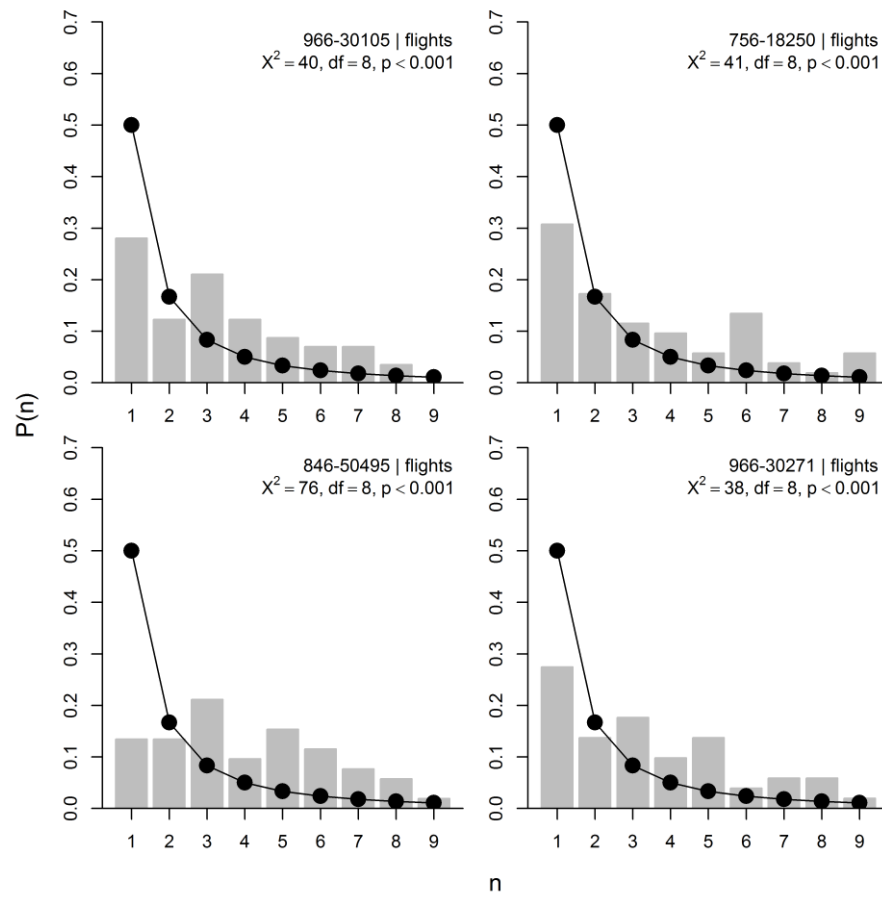 966-30105 | flights
X² = 40, df = 8, p < 0.001
0.0 0.1 0.2 0.3 0.4 0.5 0.6 0.7
1 2 3 4 5 6 7 8 9
756-18250 | flights
X² = 41, df = 8, p < 0.001
0.0 0.1 0.2 0.3 0.4 0.5 0.6 0.7
1 2 3 4 5 6 7 8 9
P(n)
846-50495 | flights
X² = 76, df = 8, p < 0.001
0.0 0.1 0.2 0.3 0.4 0.5 0.6 0.7
1 2 3 4 5 6 7 8 9
966-30271 | flights
X² = 38, df = 8, p < 0.001
0.0 0.1 0.2 0.3 0.4 0.5 0.6 0.7
1 2 3 4 5 6 7 8 9
n